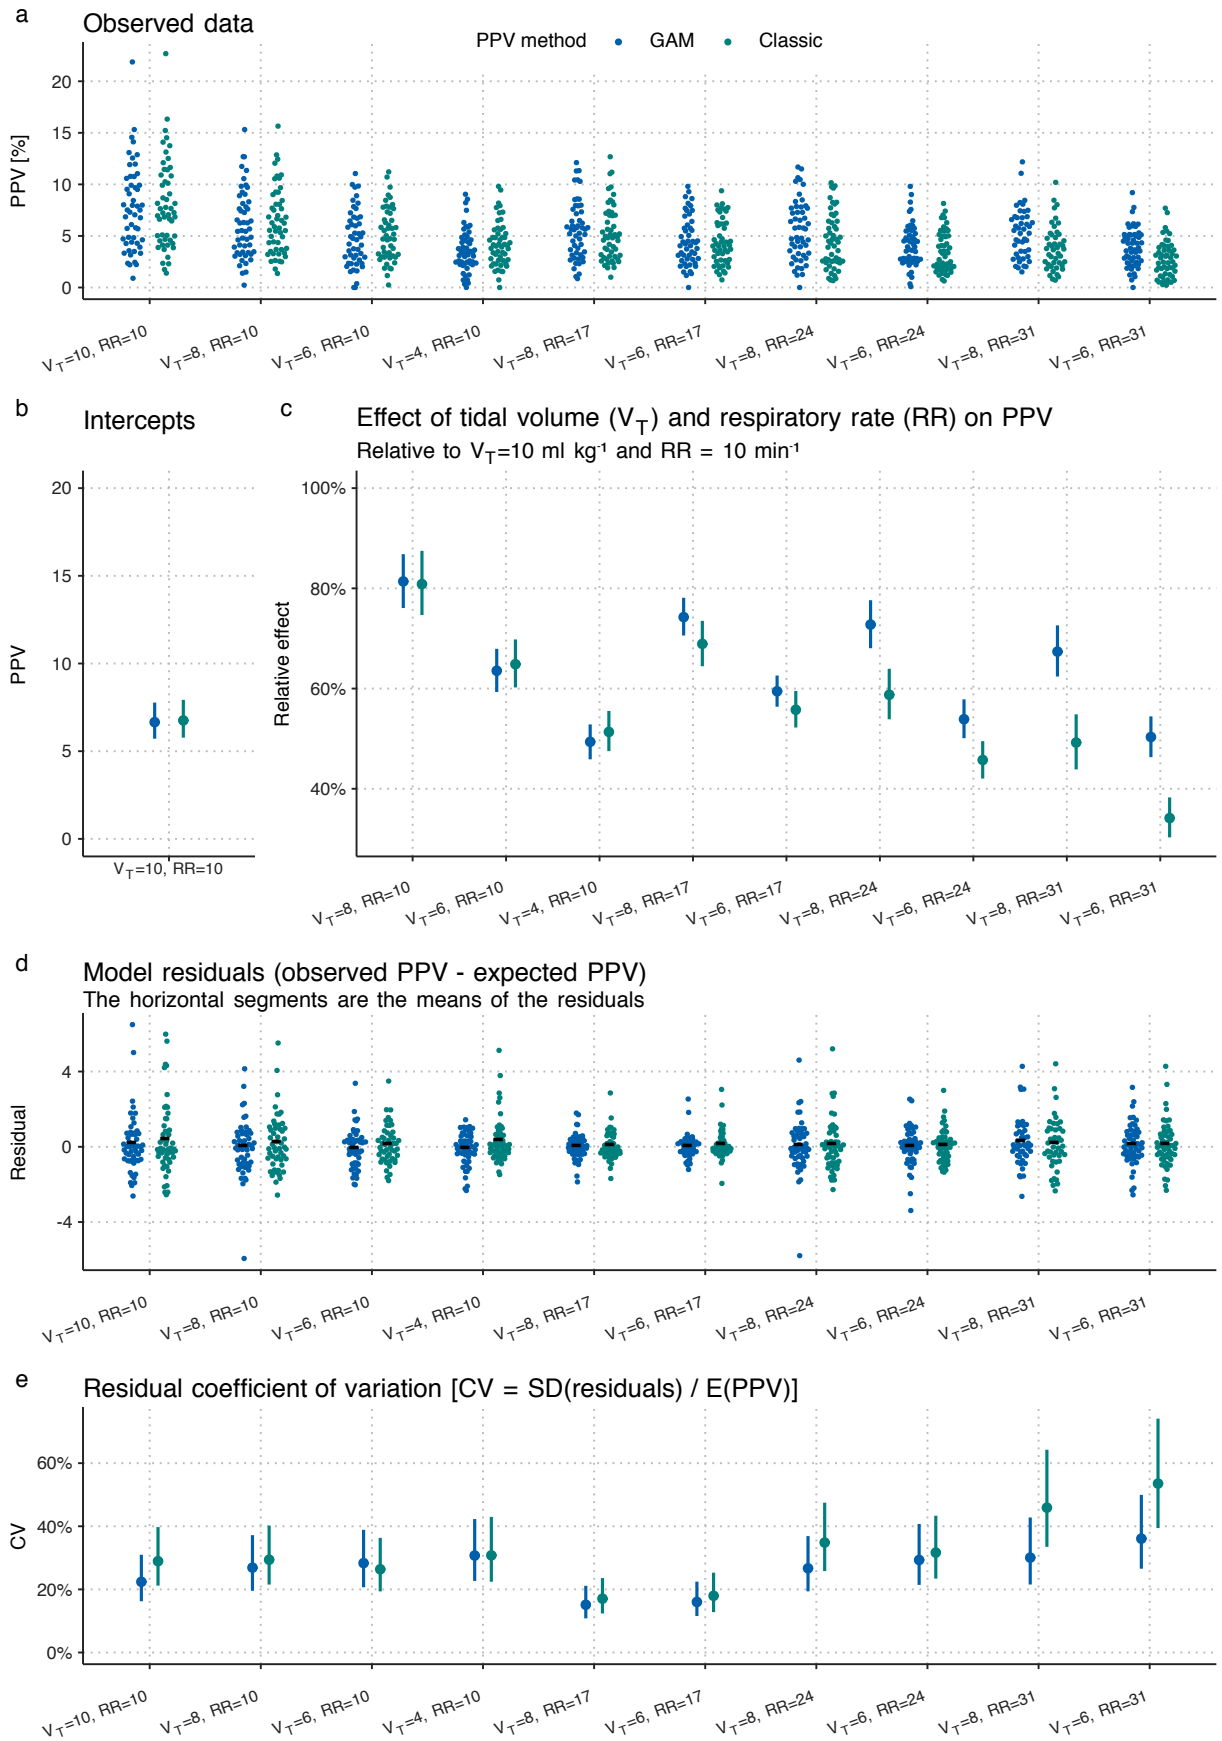 a
Observed data
PPV method GAM Classic
PPV [%]
20
15
10
5
0
V_T=10, RR=10
V_T=8, RR=10
V_T=6, RR=10
V_T=4, RR=10
V_T=8, RR=17
V_T=6, RR=17
V_T=8, RR=24
V_T=6, RR=24
V_T=8, RR=31
V_T=6, RR=31
b
Intercepts
PPV
20
15
10
5
0
V_T=10, RR=10
c
Effect of tidal volume (V_T) and respiratory rate (RR) on PPV
Relative to V_T=10 ml kg⁻¹ and RR = 10 min⁻¹
Relative effect
100%
80%
60%
40%
V_T=8, RR=10
V_T=6, RR=10
V_T=4, RR=10
V_T=8, RR=17
V_T=6, RR=17
V_T=8, RR=24
V_T=6, RR=24
V_T=8, RR=31
V_T=6, RR=31
d
Model residuals (observed PPV - expected PPV)
The horizontal segments are the means of the residuals
Residual
4
0
-4
V_T=10, RR=10
V_T=8, RR=10
V_T=6, RR=10
V_T=4, RR=10
V_T=8, RR=17
V_T=6, RR=17
V_T=8, RR=24
V_T=6, RR=24
V_T=8, RR=31
V_T=6, RR=31
e
Residual coefficient of variation [CV = SD(residuals) / E(PPV)]
CV
60%
40%
20%
0%
V_T=10, RR=10
V_T=8, RR=10
V_T=6, RR=10
V_T=4, RR=10
V_T=8, RR=17
V_T=6, RR=17
V_T=8, RR=24
V_T=6, RR=24
V_T=8, RR=31
V_T=6, RR=31